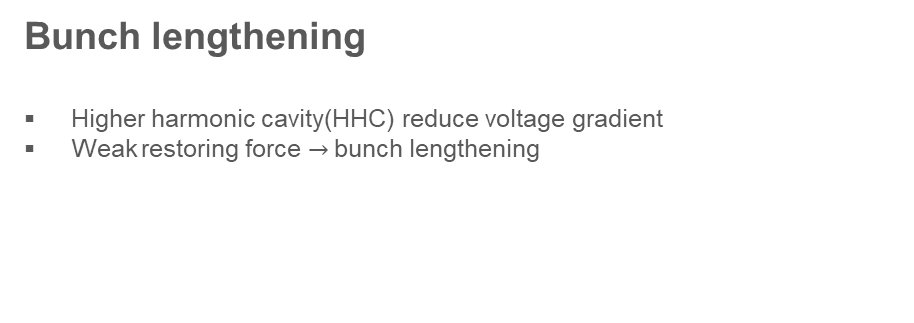 Bunch lengthening
▪ Higher harmonic cavity(HHC) reduce voltage gradient
▪ Weak restoring force → bunch lengthening